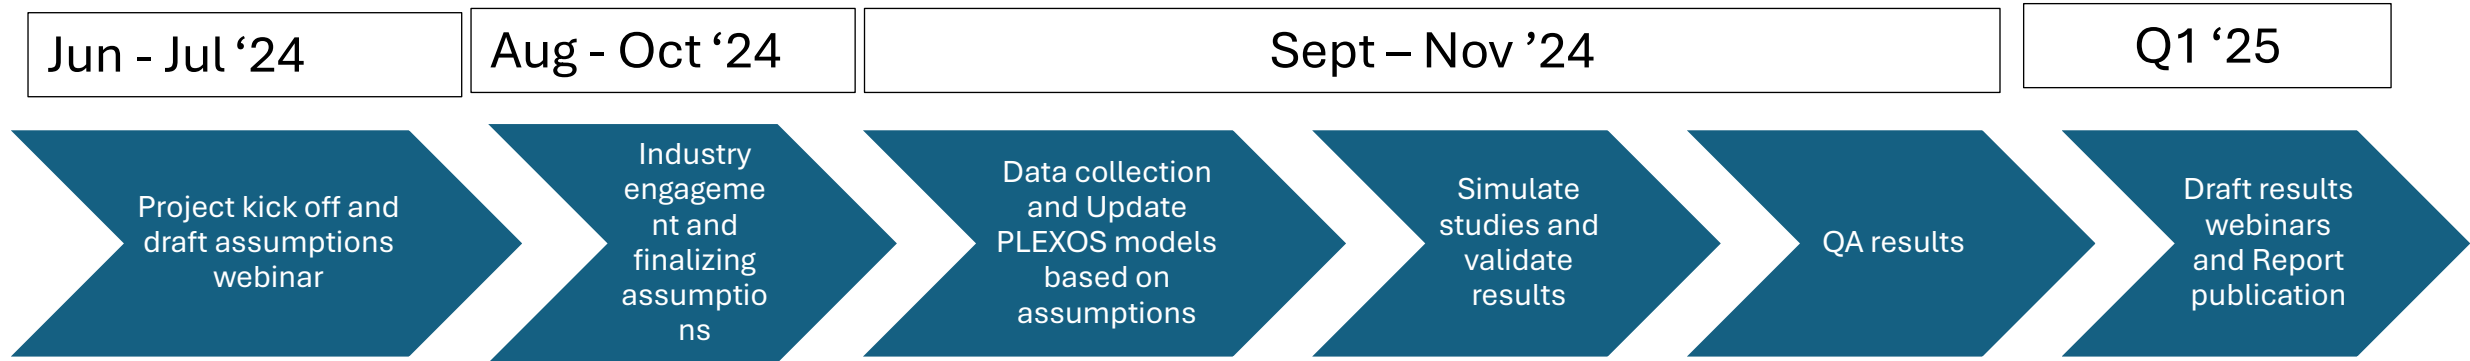 Jun - Jul ‘24
Aug - Oct ‘24
Sept – Nov ’24
Q1 ‘25
Project kick off and
draft assumptions
webinar
Industry
engageme
nt and
finalizing
assumptio
ns
Data collection
and Update
PLEXOS models
based on
assumptions
Simulate
studies and
validate
results
QA results
Draft results
webinars
and Report
publication